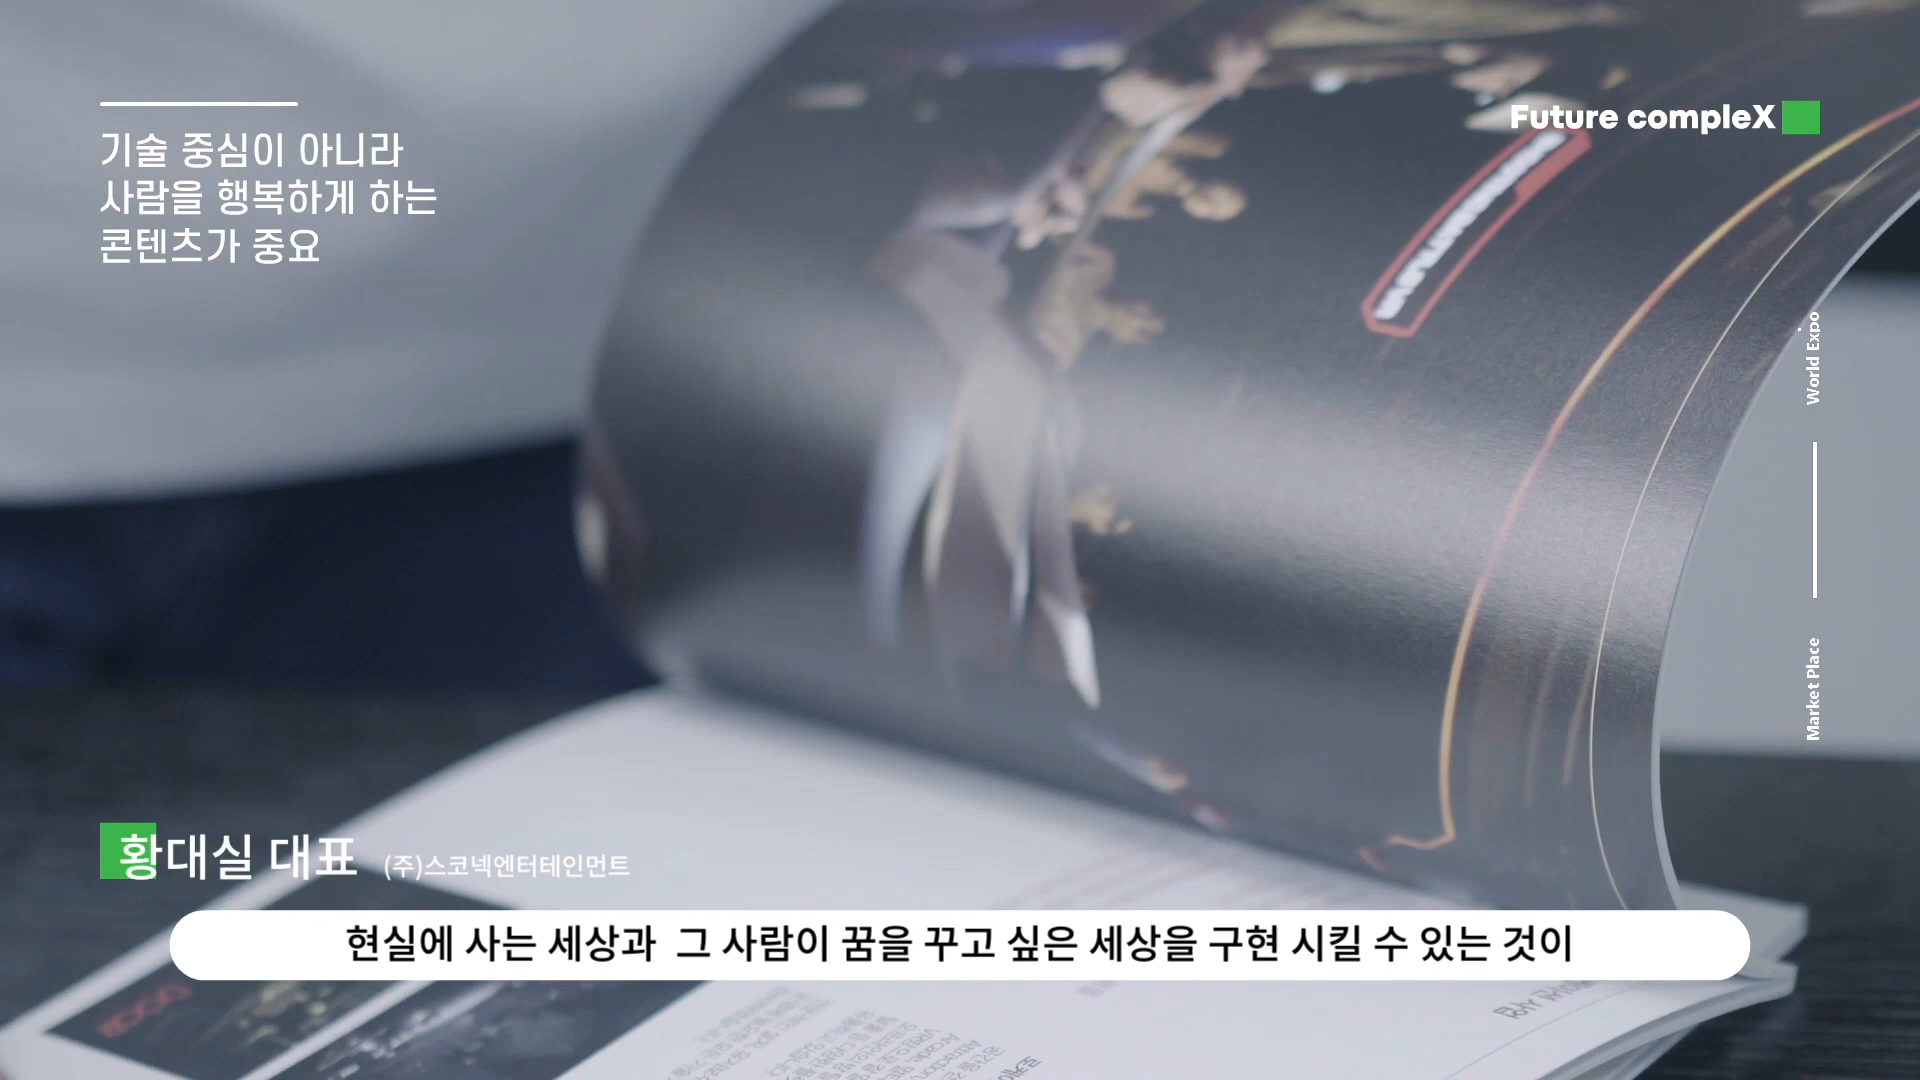 기술 중심이 아니라
사람을 행복하게 하는
콘텐츠가 중요
Future compleX
World Expo
Market Place
황대실 대표 (주)스코넥엔터테인먼트
현실에 사는 세상과 그 사람이 꿈을 꾸고 싶은 세상을 구현 시킬 수 있는 것이